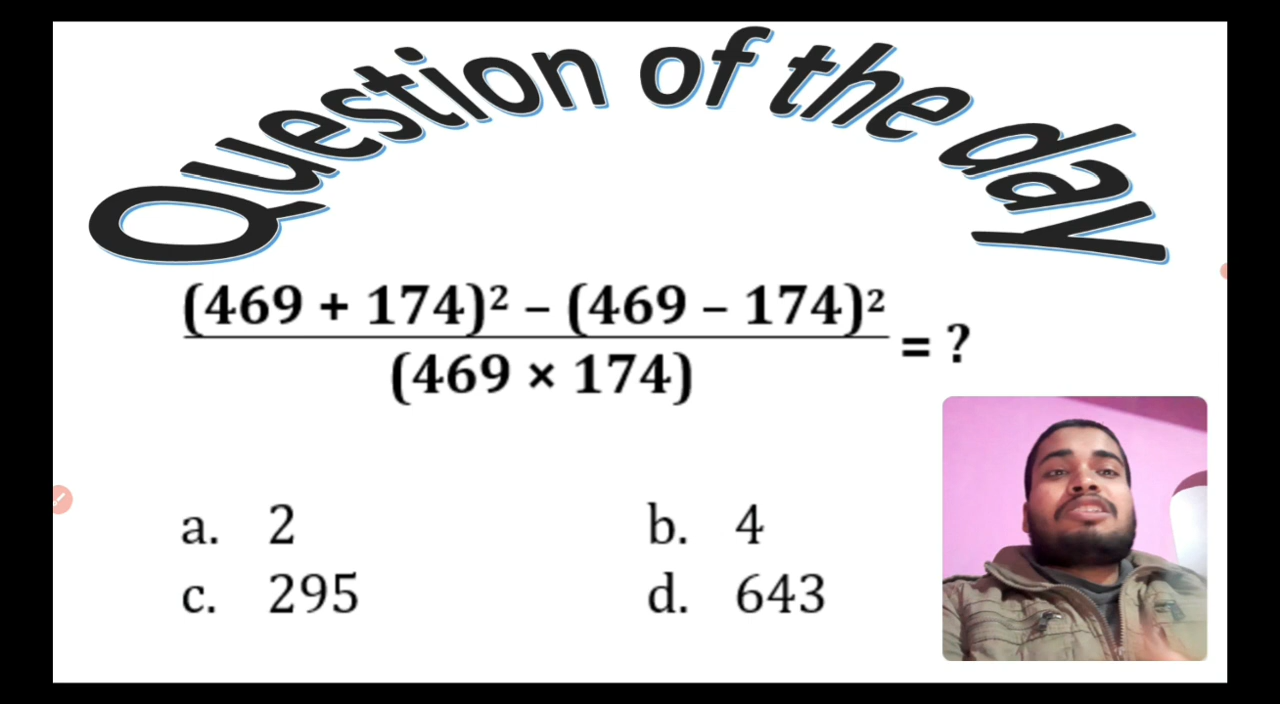 Question of the day
(469 + 174)² – (469 – 174)²
(469 × 174)
= ?
a. 2
b. 4
c. 295
d. 643